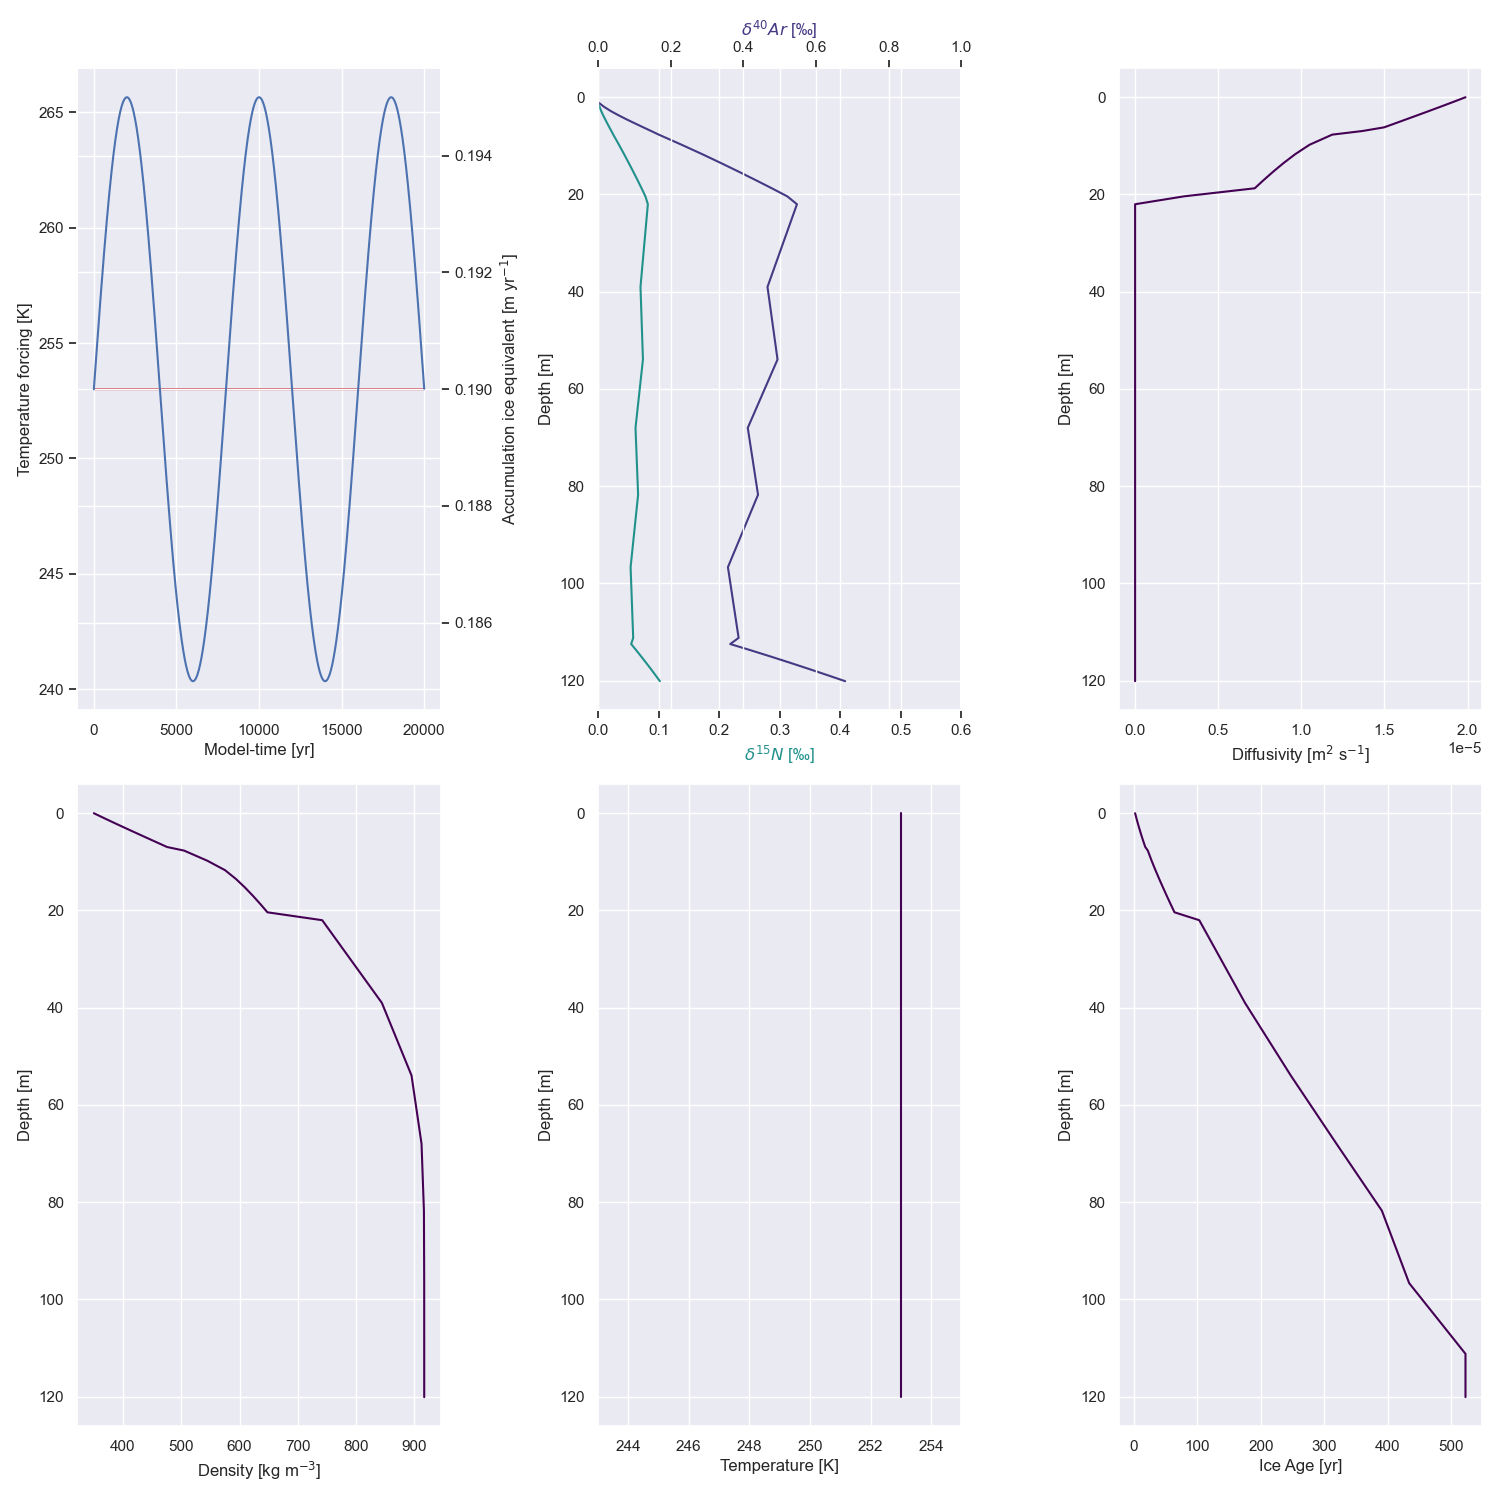 δ⁴⁰Ar [‰]
0.0 0.2 0.4 0.6 0.8 1.0
265
260
255
250
245
240
Temperature forcing [K]
0.194
0.192
0.190
0.188
0.186
Accumulation ice equivalent [m yr⁻¹]
0 5000 10000 15000 20000
Model-time [yr]
0
20
40
60
80
100
120
Depth [m]
0.0 0.1 0.2 0.3 0.4 0.5 0.6
δ¹⁵N [‰]
0
20
40
60
80
100
120
Depth [m]
0.0 0.5 1.0 1.5 2.0
1e−5
Diffusivity [m² s⁻¹]
0
20
40
60
80
100
120
Depth [m]
400 500 600 700 800 900
Density [kg m⁻³]
0
20
40
60
80
100
120
Depth [m]
244 246 248 250 252 254
Temperature [K]
0
20
40
60
80
100
120
Depth [m]
0 100 200 300 400 500
Ice Age [yr]